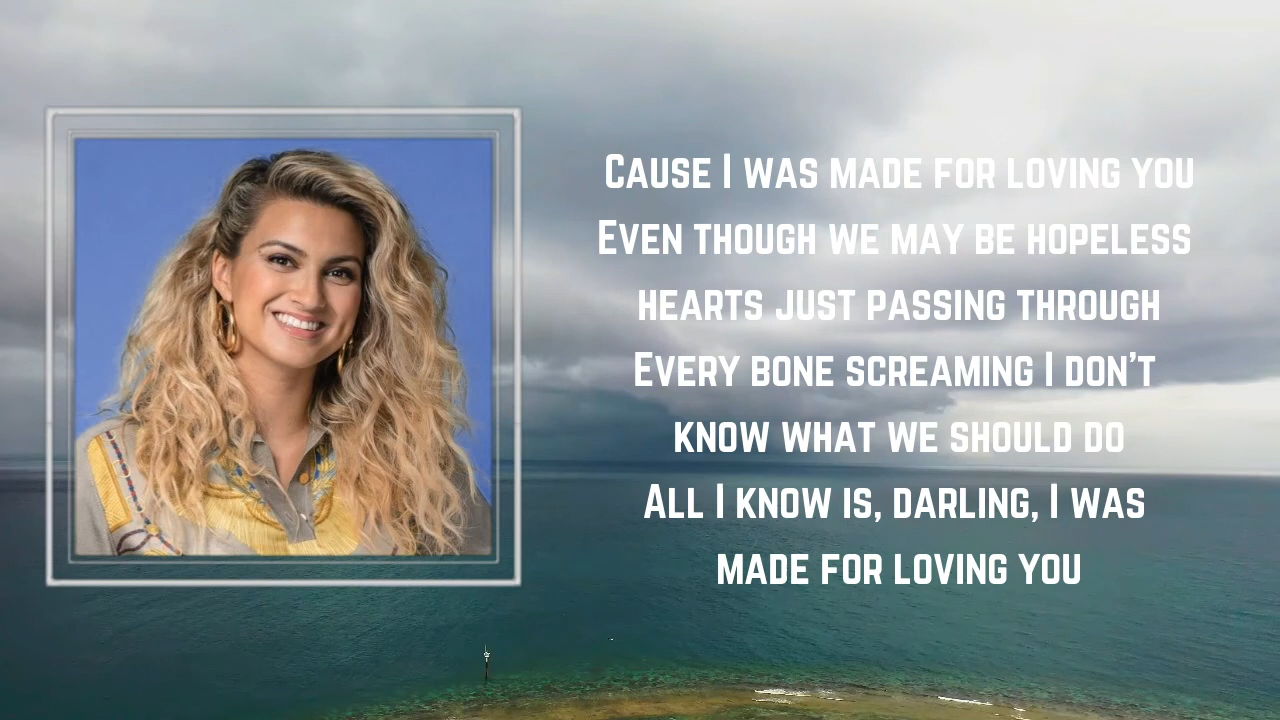 Cause I was made for loving you
Even though we may be hopeless
hearts just passing through
Every bone screaming I don't
know what we should do
All I know is, darling, I was
made for loving you